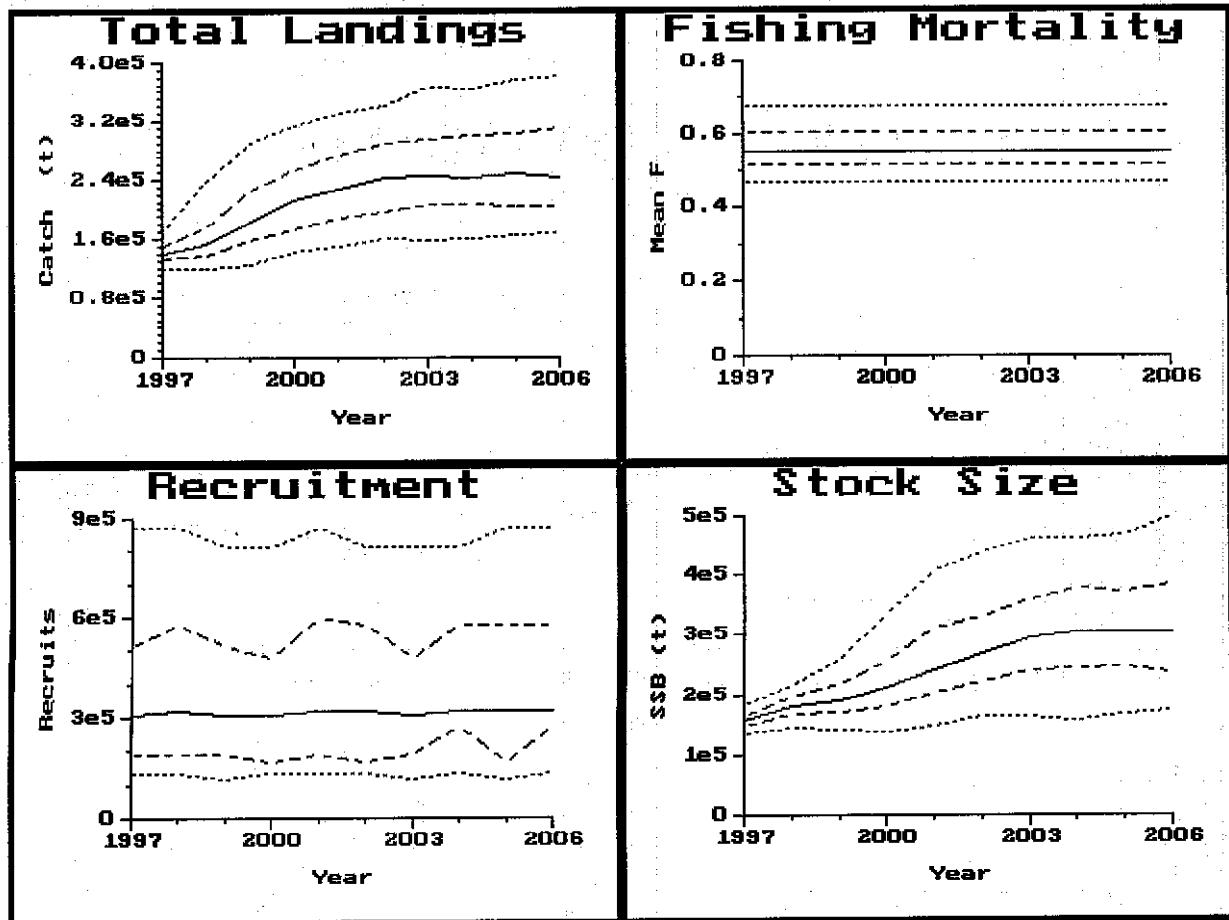 Total Landings
Catch (t)
4.0e5
3.2e5
2.4e5
1.6e5
0.8e5
0
1997 2000 2003 2006
Year
Fishing Mortality
Mean F
0.8
0.6
0.4
0.2
0
1997 2000 2003 2006
Year
Recruitment
Recruits
9e5
6e5
3e5
0
1997 2000 2003 2006
Year
Stock Size
SSB (t)
5e5
4e5
3e5
2e5
1e5
0
1997 2000 2003 2006
Year